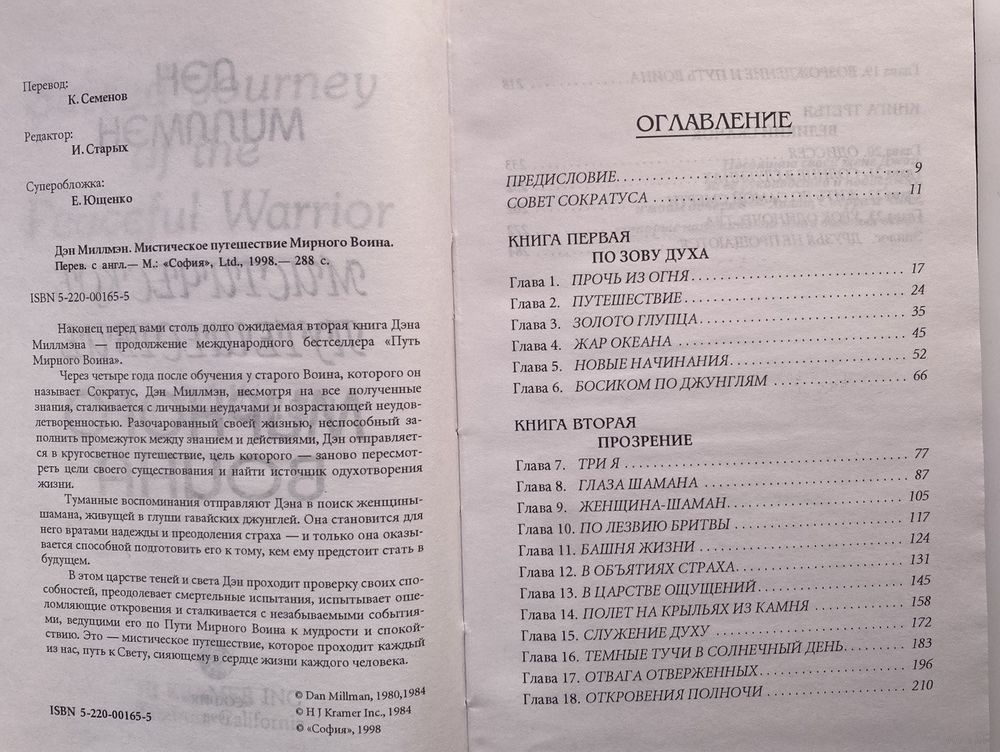 Перевод:
К. Семенов
Редактор:
И. Старых
Суперобложка:
Е. Ющенко
Дэн Миллмэн. Мистическое путешествие Мирного Воина.
Перев. с англ.— М.: «София», Ltd., 1998.— 288 с.
ISBN 5-220-00165-5
Наконец перед вами столь долго ожидаемая вторая книга Дэна
Миллмэна — продолжение международного бестселлера «Путь
Мирного Воина».
Через четыре года после обучения у старого Воина, которого он
называет Сократус, Дэн Миллмэн, несмотря на все полученные
знания, сталкивается с личными неудачами и возрастающей неудов-
летворенностью. Разочарованный своей жизнью, неспособный за-
полнить промежуток между знанием и действиями, Дэн отправляет-
ся в кругосветное путешествие, цель которого — заново пересмот-
реть цели своего существования и найти источник одухотворения
жизни.
Туманные воспоминания отправляют Дэна в поиск женщины-
шамана, живущей в глуши гавайских джунглей. Она становится для
него вратами надежды и преодоления страха — и только она оказы-
вается способной подготовить его к тому, кем ему предстоит стать в
будущем.
В этом царстве теней и света Дэн проходит проверку своих спо-
собностей, преодолевает смертельные испытания, испытывает оше-
ломляющие откровения и сталкивается с незабываемыми события-
ми, ведущими его по Пути Мирного Воина к мудрости и спокой-
ствию. Это — мистическое путешествие, которое проходит каждый
из нас, путь к Свету, сияющему в сердце жизни каждого человека.
ISBN 5-220-00165-5
© Dan Millman, 1980,1984
© H J Kramer Inc., 1984
© «София», 1998
ОГЛАВЛЕНИЕ
ПРЕДИСЛОВИЕ. 9
СОВЕТ СОКРАТУСА 11
КНИГА ПЕРВАЯ
ПО ЗОВУ ДУХА
Глава 1. ПРОЧЬ ИЗ ОГНЯ 17
Глава 2. ПУТЕШЕСТВИЕ 24
Глава 3. ЗОЛОТО ГЛУПЦА 35
Глава 4. ЖАР ОКЕАНА 45
Глава 5. НОВЫЕ НАЧИНАНИЯ 52
Глава 6. БОСИКОМ ПО ДЖУНГЛЯМ 66
КНИГА ВТОРАЯ
ПРОЗРЕНИЕ
Глава 7. ТРИ Я 77
Глава 8. ГЛАЗА ШАМАНА 87
Глава 9. ЖЕНЩИНА-ШАМАН 105
Глава 10. ПО ЛЕЗВИЮ БРИТВЫ 117
Глава 11. БАШНЯ ЖИЗНИ 124
Глава 12. В ОБЪЯТИЯХ СТРАХА 131
Глава 13. В ЦАРСТВЕ ОЩУЩЕНИЙ 145
Глава 14. ПОЛЕТ НА КРЫЛЬЯХ ИЗ КАМНЯ 158
Глава 15. СЛУЖЕНИЕ ДУХУ 172
Глава 16. ТЕМНЫЕ ТУЧИ В СОЛНЕЧНЫЙ ДЕНЬ 183
Глава 17. ОТВАГА ОТВЕРЖЕННЫХ 196
Глава 18. ОТКРОВЕНИЯ ПОЛНОЧИ 210